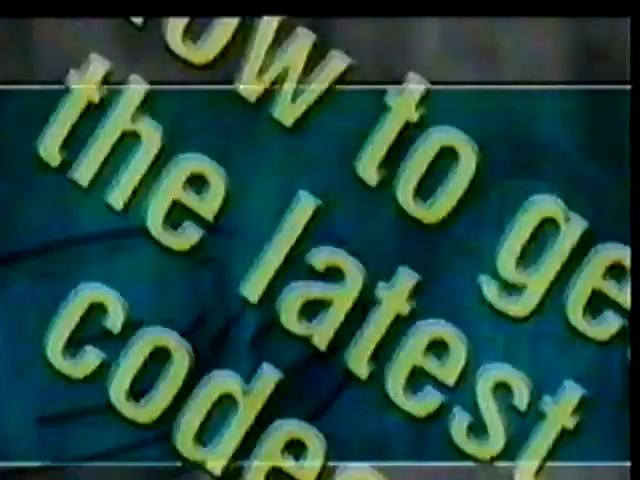 ow to ge
the latest
code